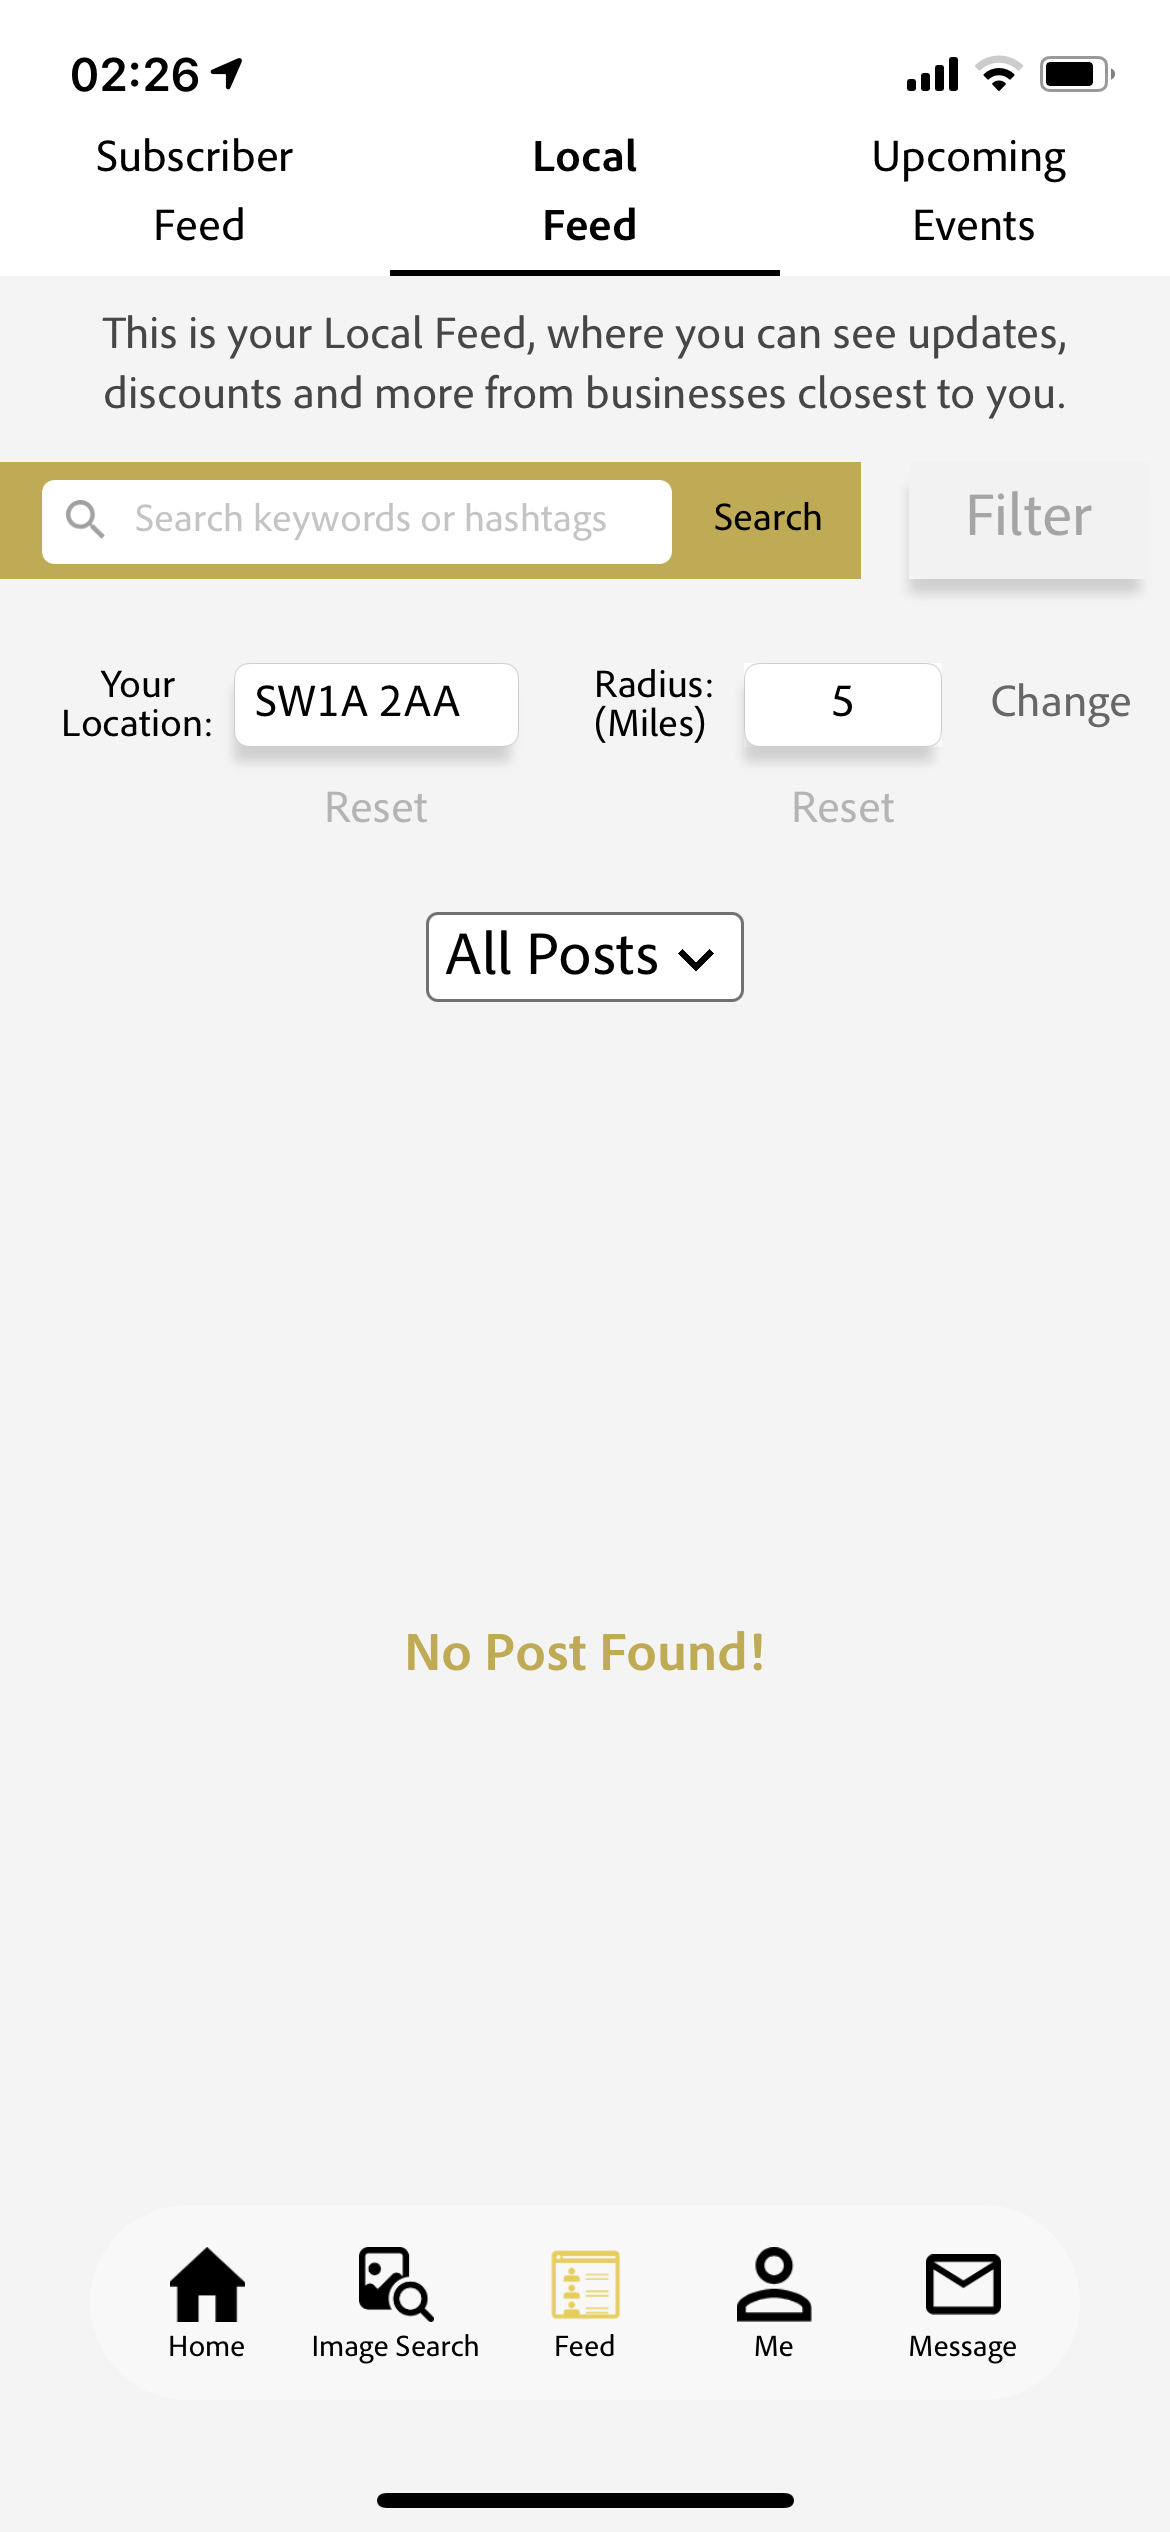 02:26
Subscriber
Feed
Local
Feed
Upcoming
Events
This is your Local Feed, where you can see updates,
discounts and more from businesses closest to you.
Search keywords or hashtags
Search
Filter
Your
Location:
SW1A 2AA
Radius:
(Miles)
5
Change
Reset
Reset
All Posts
No Post Found!
Home
Image Search
Feed
Me
Message